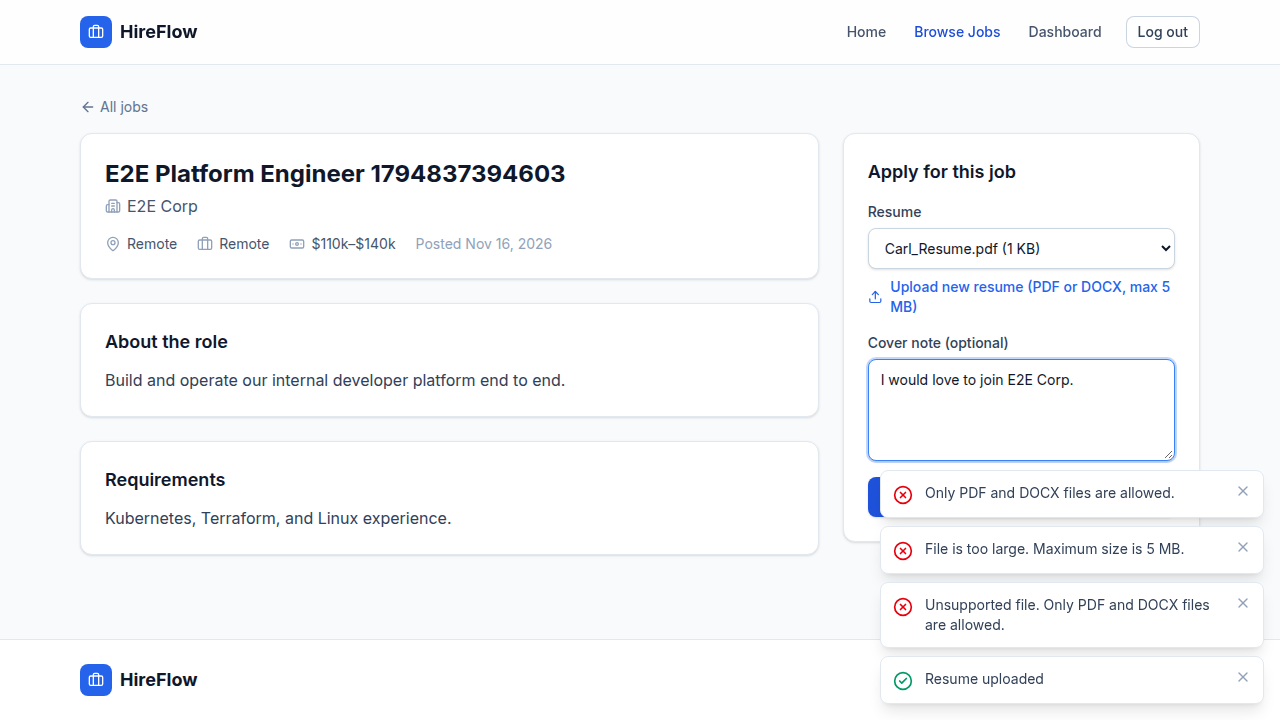 HireFlow
Home
Browse Jobs
Dashboard
Log out
All jobs
E2E Platform Engineer 1794837394603
E2E Corp
Remote
Remote
$110k–$140k
Posted Nov 16, 2026
About the role
Build and operate our internal developer platform end to end.
Requirements
Kubernetes, Terraform, and Linux experience.
Apply for this job
Resume
Carl_Resume.pdf (1 KB)
Upload new resume (PDF or DOCX, max 5
MB)
Cover note (optional)
I would love to join E2E Corp.
Only PDF and DOCX files are allowed.
File is too large. Maximum size is 5 MB.
Unsupported file. Only PDF and DOCX files
are allowed.
Resume uploaded
HireFlow